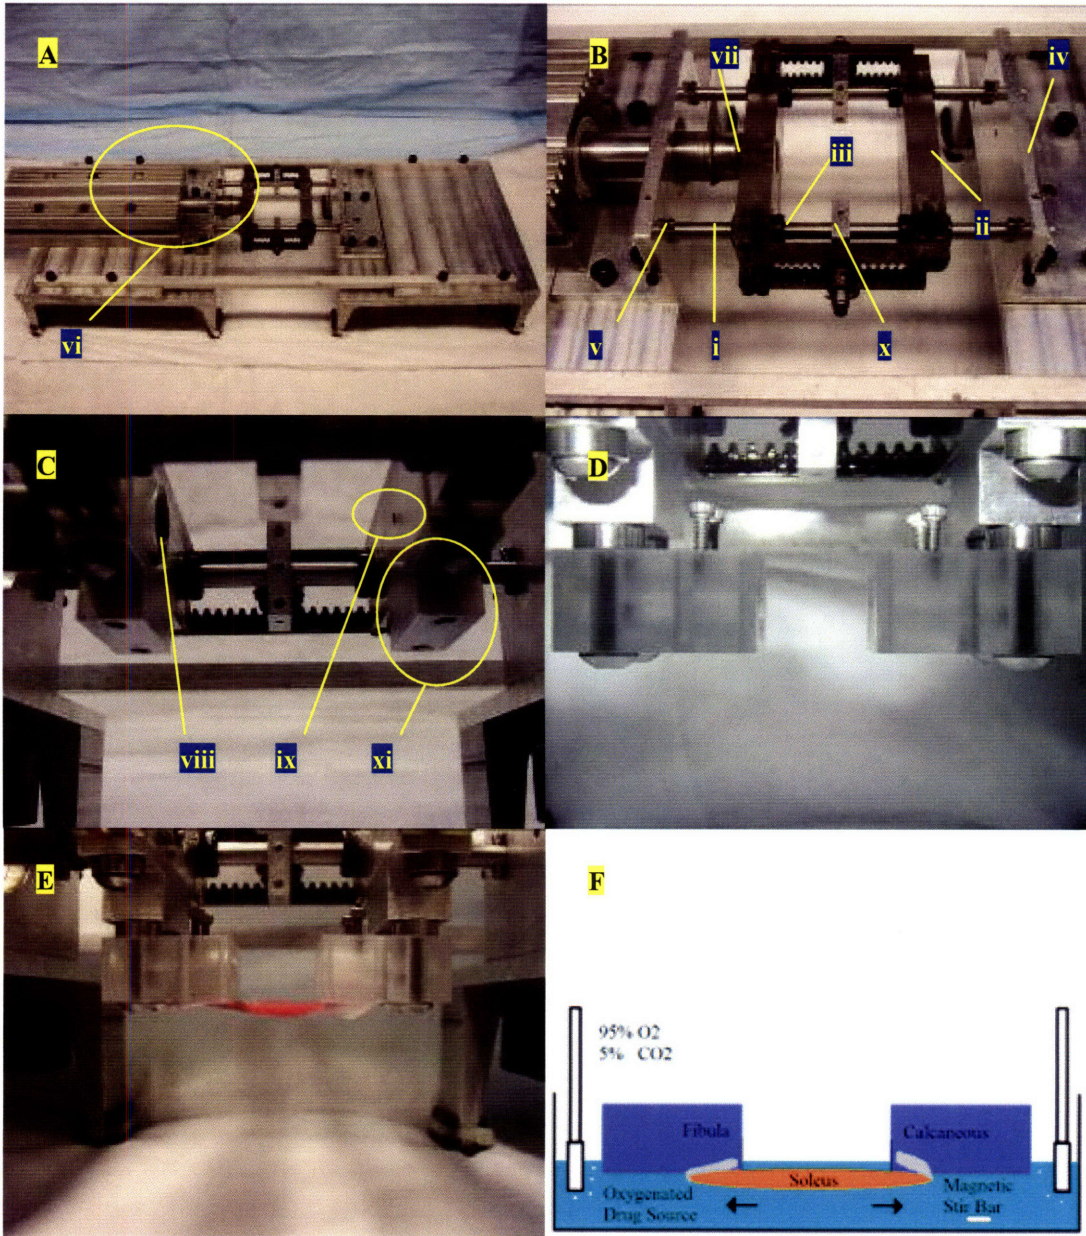 A
vi
B
vii
iv
iii
ii
v
i
x
C
viii
ix
xi
D
E
F
95% O2
5% CO2
Fibula
Calcaneous
Soleus
Oxygenated
Drug Source
Magnetic
Stir Bar